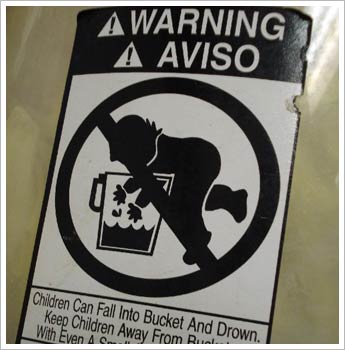 WARNING
AVISO
Children Can Fall Into Bucket And Drown.
Keep Children Away From
With Even A